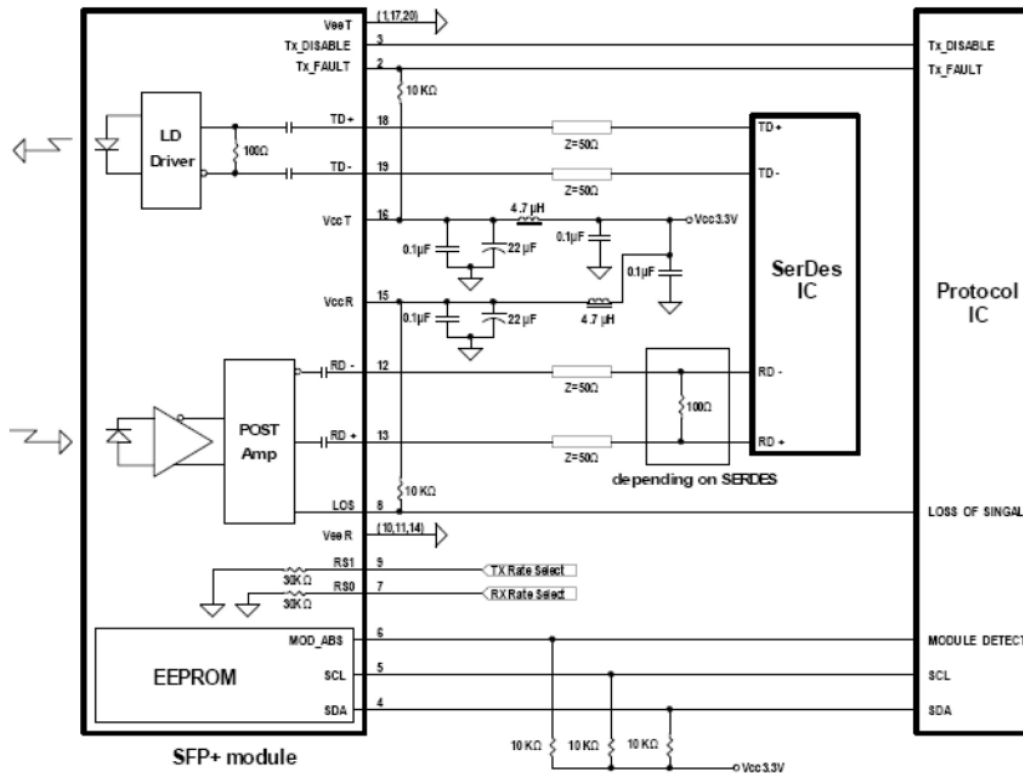 VeeT (1,17,20)
Tx_DISABLE 3 Tx_DISABLE
Tx_FAULT 2 Tx_FAULT
10 KΩ
LD
Driver
100Ω
TD+ 18 Z=50Ω TD+
TD- 19 Z=50Ω TD-
VccT 16 4.7 μH Vcc3.3V
0.1μF 22 μF 0.1μF 0.1μF
SerDes
IC
Protocol
IC
VccR 15
0.1μF 22 μF 4.7 μH
RD - 12 Z=50Ω RD -
POST
Amp
100Ω
RD + 13 Z=50Ω RD +
depending on SERDES
10 KΩ
LOS 8 LOSS OF SINGAL
VeeR (10,11,14)
RS1 9 TX Rate Select
30KΩ
RS0 7 RX Rate Select
30KΩ
MOD_ABS 6 MODULE DETECT
EEPROM
SCL 5 SCL
SDA 4 SDA
10 KΩ 10 KΩ 10 KΩ
Vcc3.3V
SFP+ module